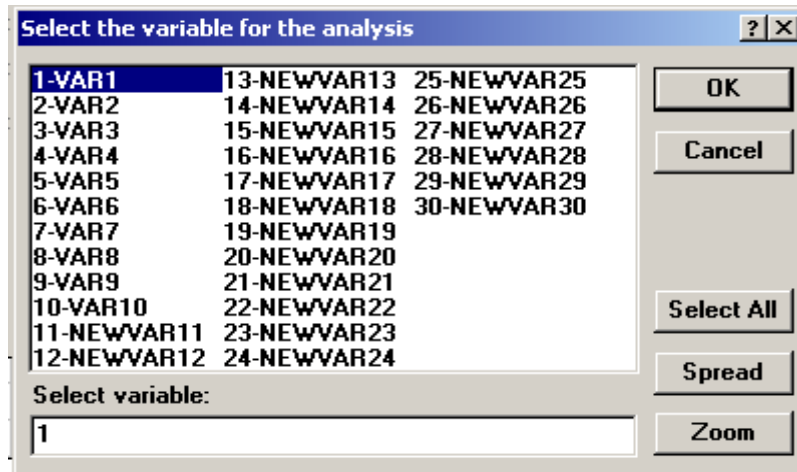 Select the variable for the analysis
? ×
1-VAR1 13-NEWVAR13 25-NEWVAR25
2-VAR2 14-NEWVAR14 26-NEWVAR26
3-VAR3 15-NEWVAR15 27-NEWVAR27
4-VAR4 16-NEWVAR16 28-NEWVAR28
5-VAR5 17-NEWVAR17 29-NEWVAR29
6-VAR6 18-NEWVAR18 30-NEWVAR30
7-VAR7 19-NEWVAR19
8-VAR8 20-NEWVAR20
9-VAR9 21-NEWVAR21
10-VAR10 22-NEWVAR22
11-NEWVAR11 23-NEWVAR23
12-NEWVAR12 24-NEWVAR24
Select variable:
1
OK
Cancel
Select All
Spread
Zoom